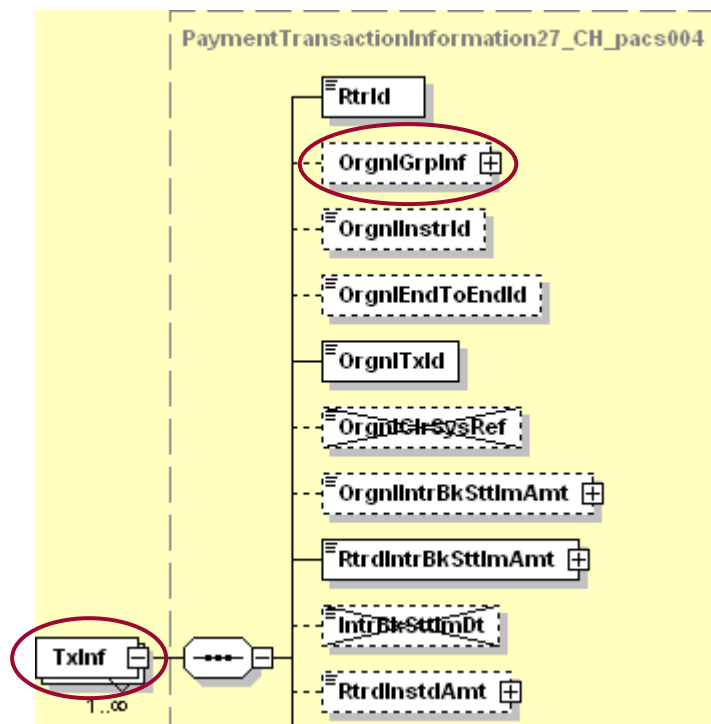 PaymentTransactionInformation27_CH_pacs004
RtrId
OrgnlGrpInf
OrgnlInstrId
OrgnlEndToEndId
OrgnlTxId
OrgnlClrSysRef
OrgnlIntrBkSttlmAmt
RtrdIntrBkSttlmAmt
IntrBkSttlmDt
TxInf
1..∞
RtrdInstdAmt